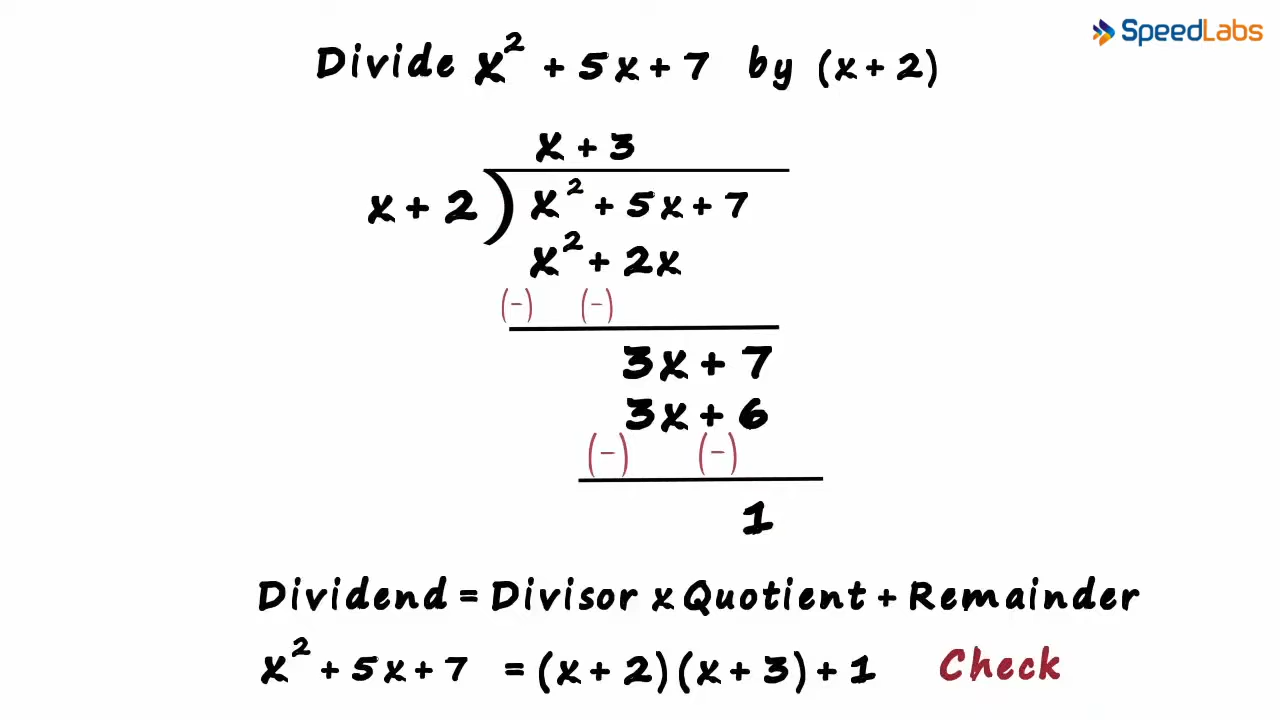 SpeedLabs
Divide x² + 5x + 7 by (x + 2)
x + 3
x + 2 ) x² + 5x + 7
x² + 2x
(-) (-)
3x + 7
3x + 6
(-) (-)
1
Dividend = Divisor x Quotient + Remainder
x² + 5x + 7 = (x + 2)(x + 3) + 1 Check